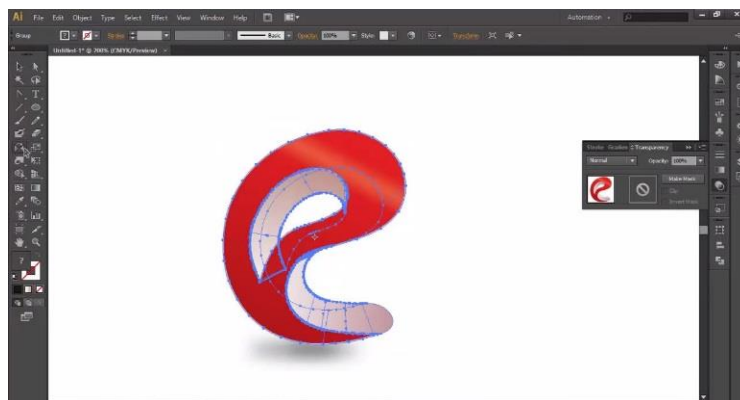 Ai File Edit Object Type Select Effect View Window Help Automation
Group Stroke: Basic Opacity: 100% Style: Transform
Untitled-1* @ 200% (CMYK/Preview)
Stroke Gradien Transparency
Normal Opacity: 100%
Make Mask
Clip
Invert Mask